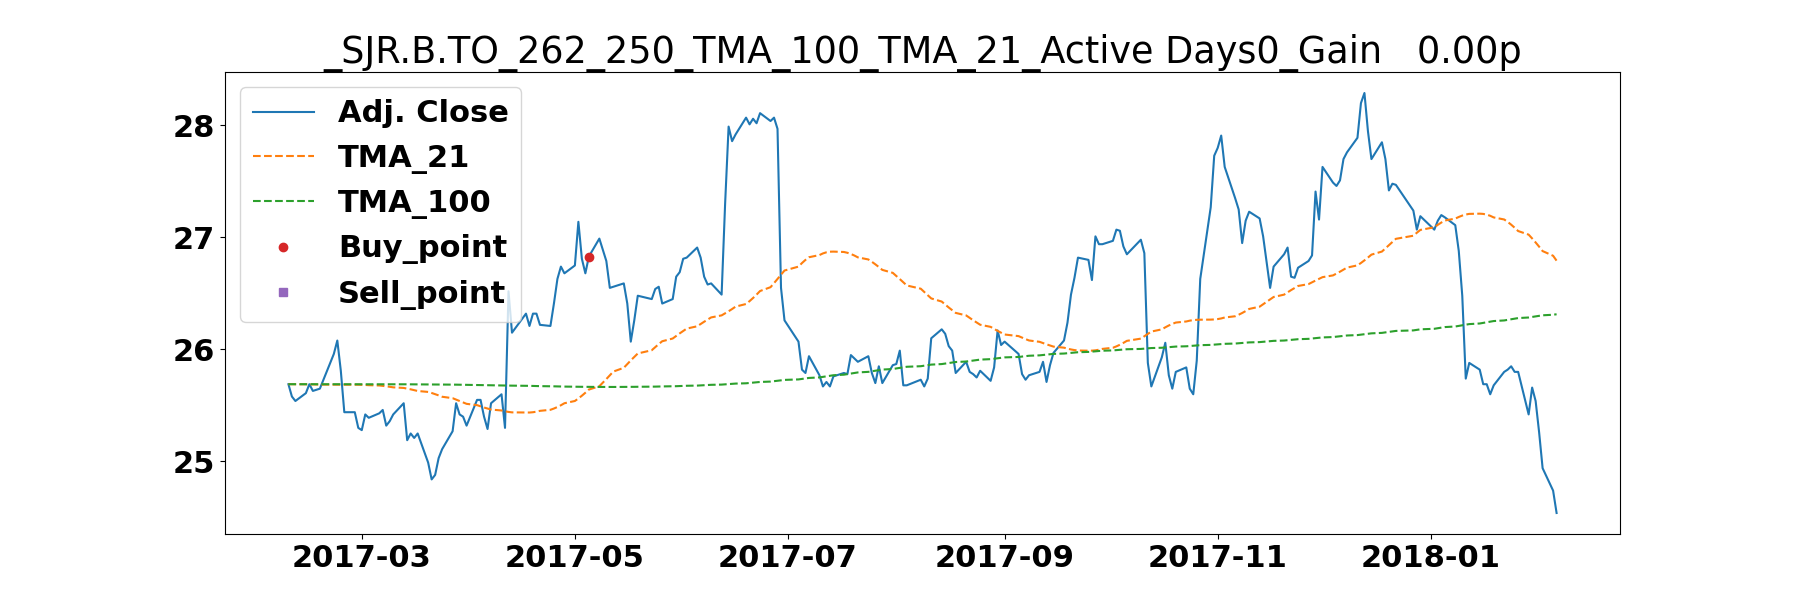 _SJR.B.TO_262_250_TMA_100_TMA_21_Active Days0_Gain   0.00p
Adj. Close
TMA_21
TMA_100
Buy_point
Sell_point
28
27
26
25
2017-03 2017-05 2017-07 2017-09 2017-11 2018-01